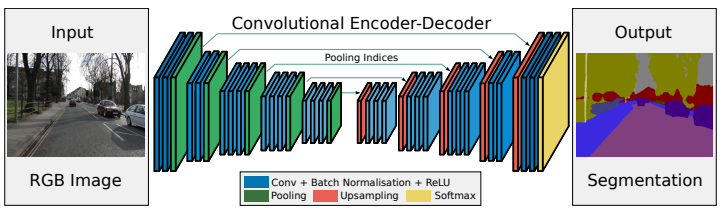 Input
RGB Image
Convolutional Encoder-Decoder
Pooling Indices
Conv + Batch Normalisation + ReLU
Pooling Upsampling Softmax
Output
Segmentation